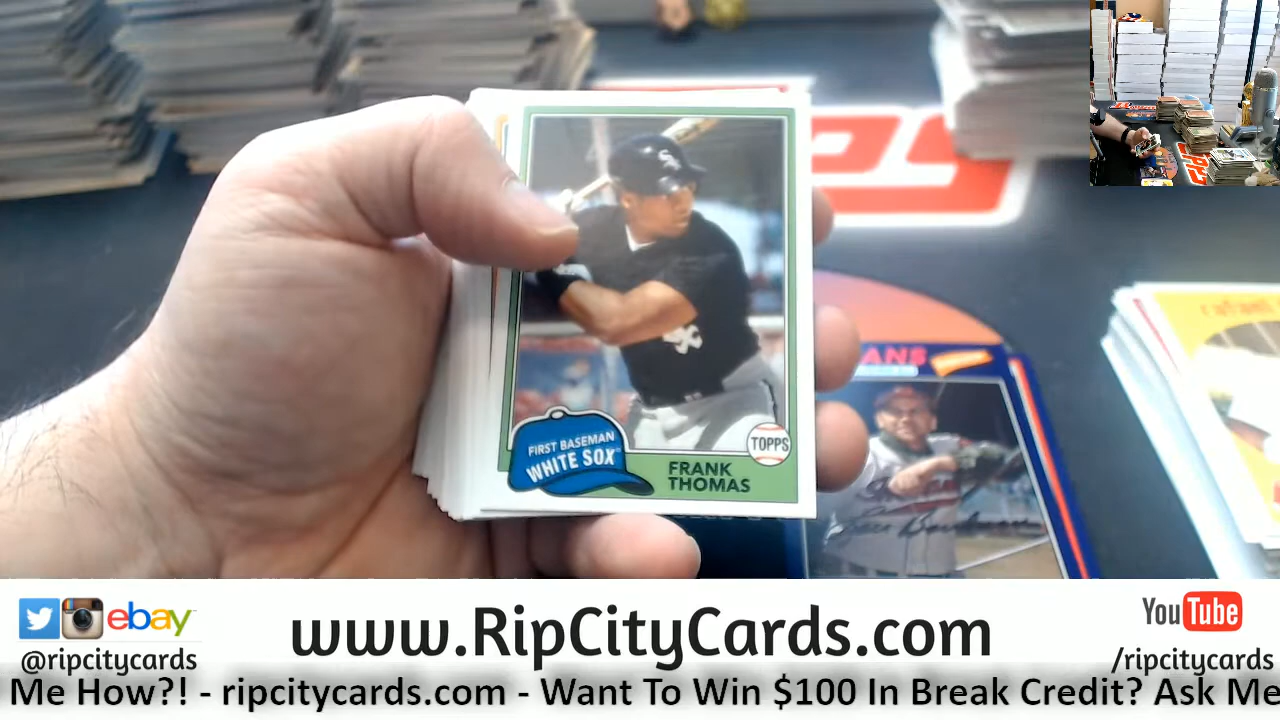 FIRST BASEMAN
WHITE SOX
TOPPS
FRANK
THOMAS
ANS
ebay
@ripcitycards
www.RipCityCards.com
YouTube
/ripcitycards
Me How?! - ripcitycards.com - Want To Win $100 In Break Credit? Ask Me